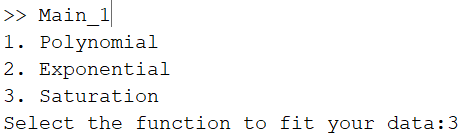 >> Main_1
1. Polynomial
2. Exponential
3. Saturation
Select the function to fit your data:3